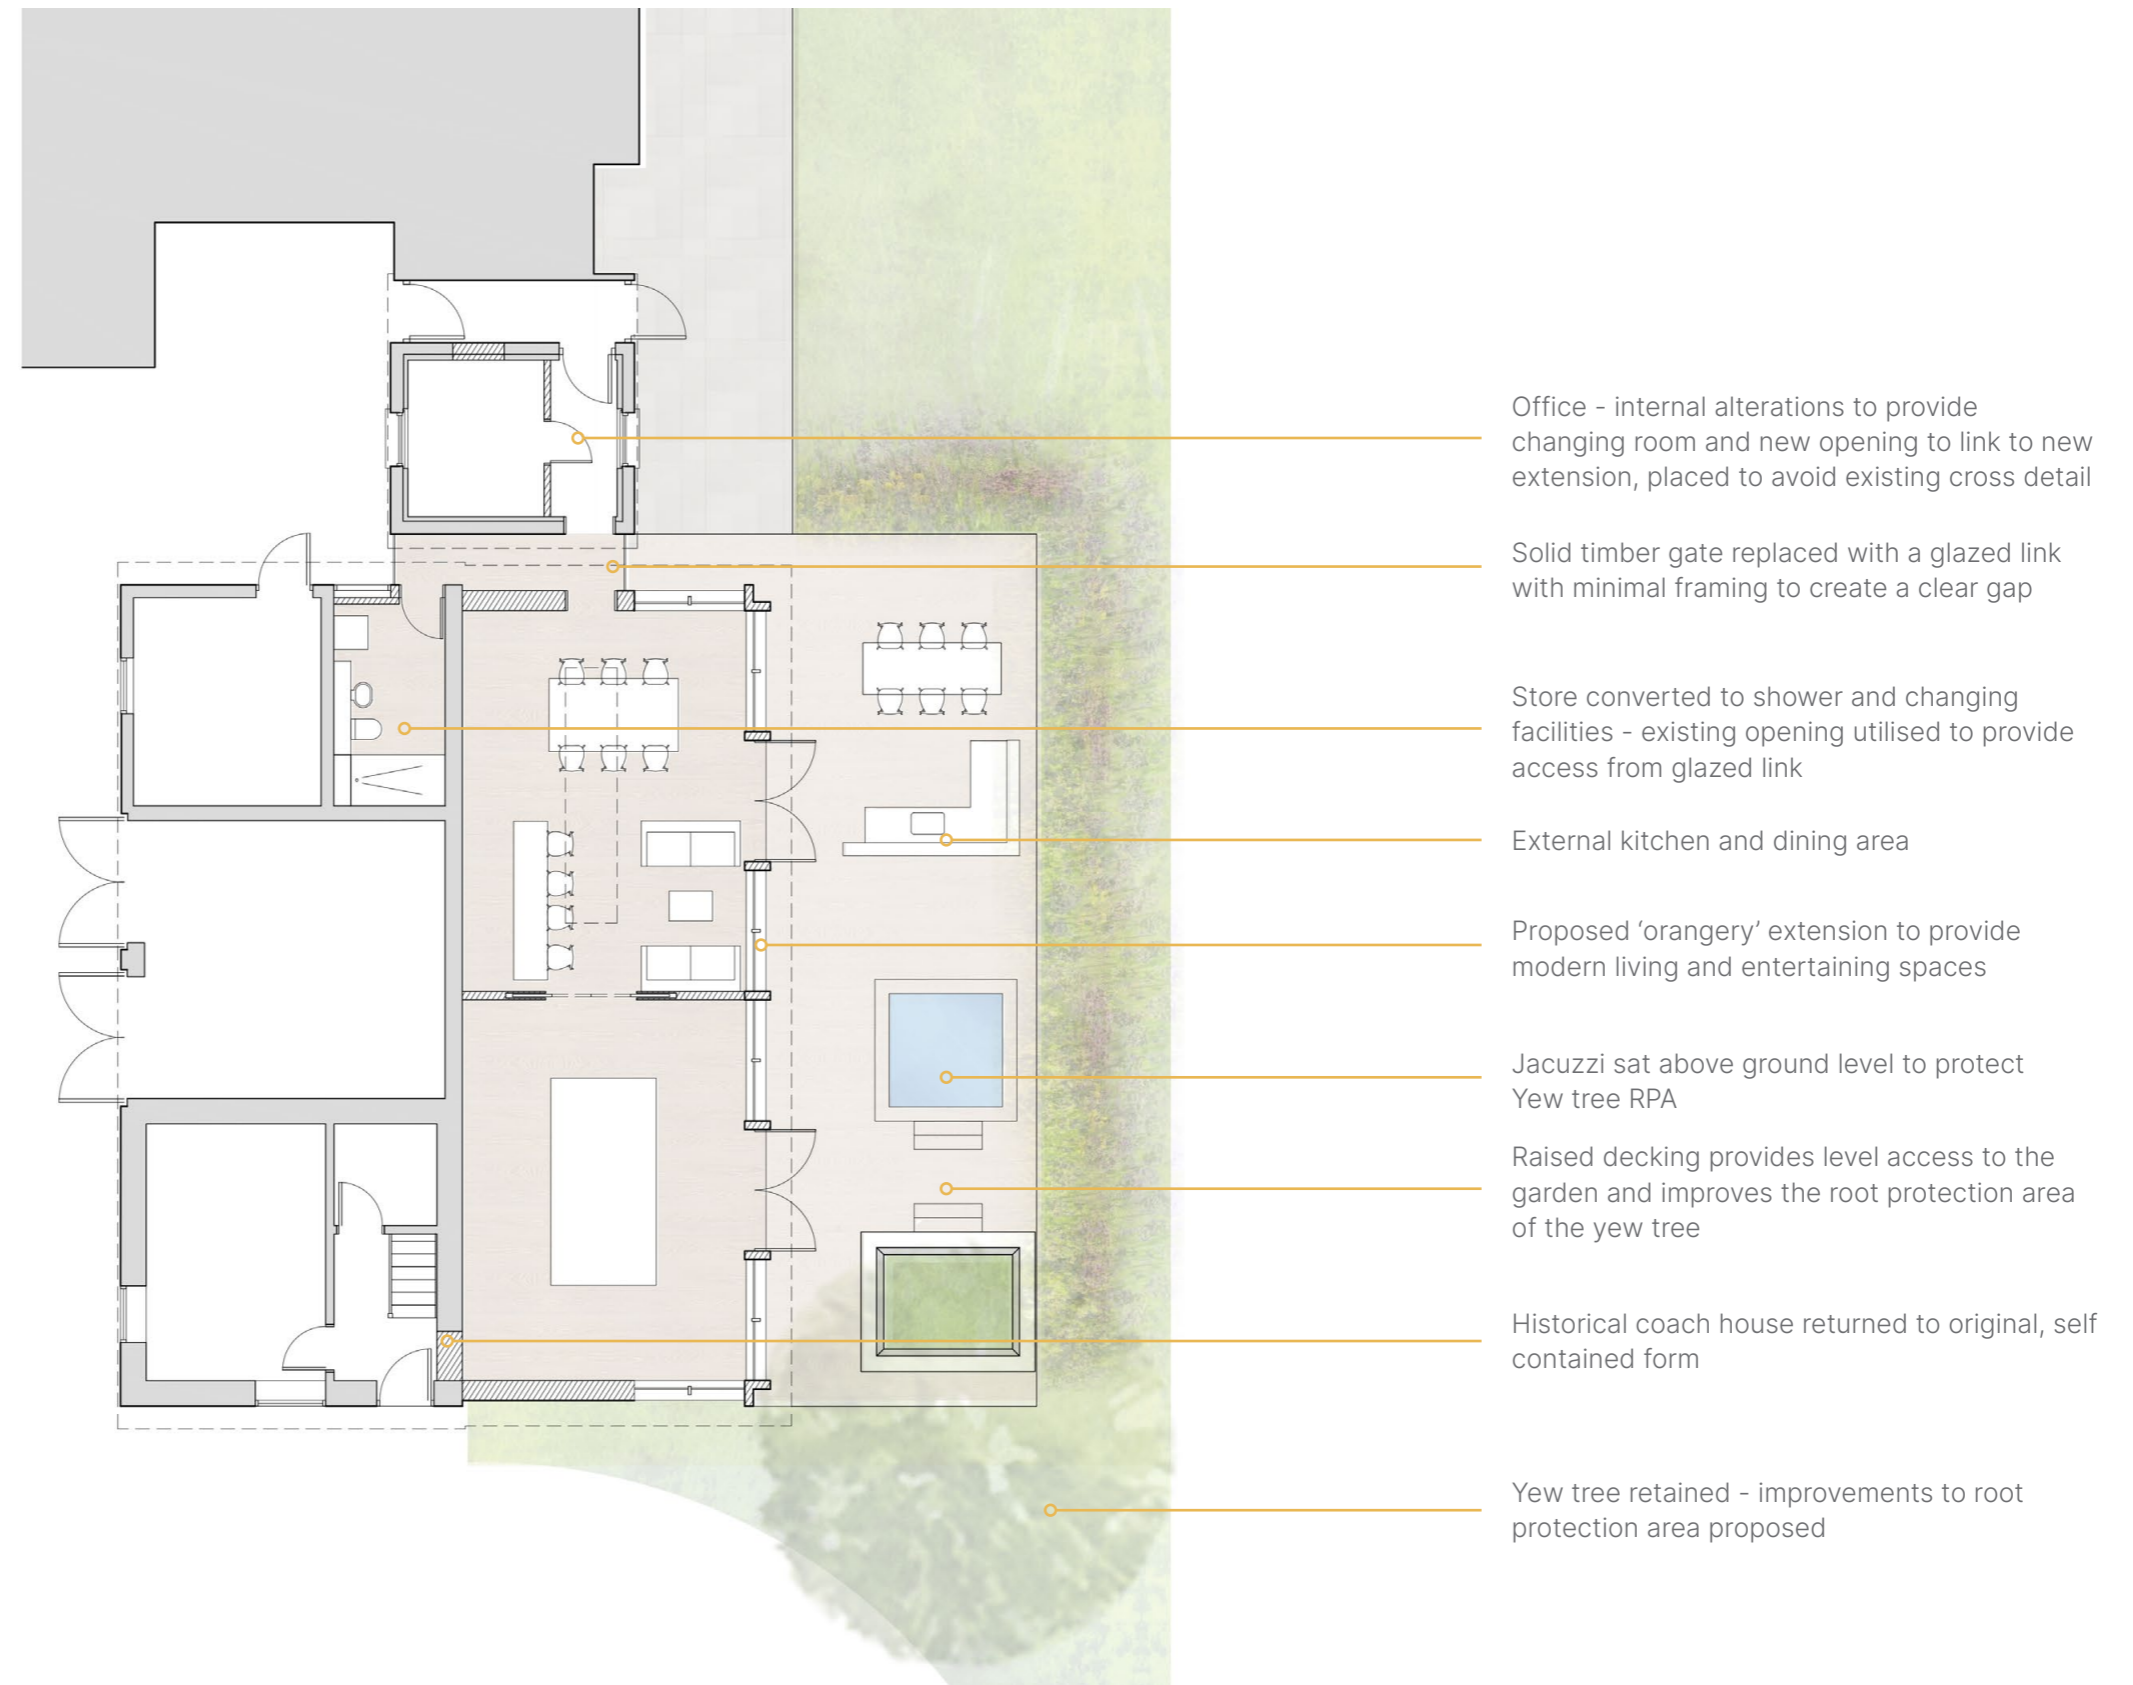 Office - internal alterations to provide
changing room and new opening to link to new
extension, placed to avoid existing cross detail
Solid timber gate replaced with a glazed link
with minimal framing to create a clear gap
Store converted to shower and changing
facilities - existing opening utilised to provide
access from glazed link
External kitchen and dining area
Proposed ‘orangery’ extension to provide
modern living and entertaining spaces
Jacuzzi sat above ground level to protect
Yew tree RPA
Raised decking provides level access to the
garden and improves the root protection area
of the yew tree
Historical coach house returned to original, self
contained form
Yew tree retained - improvements to root
protection area proposed